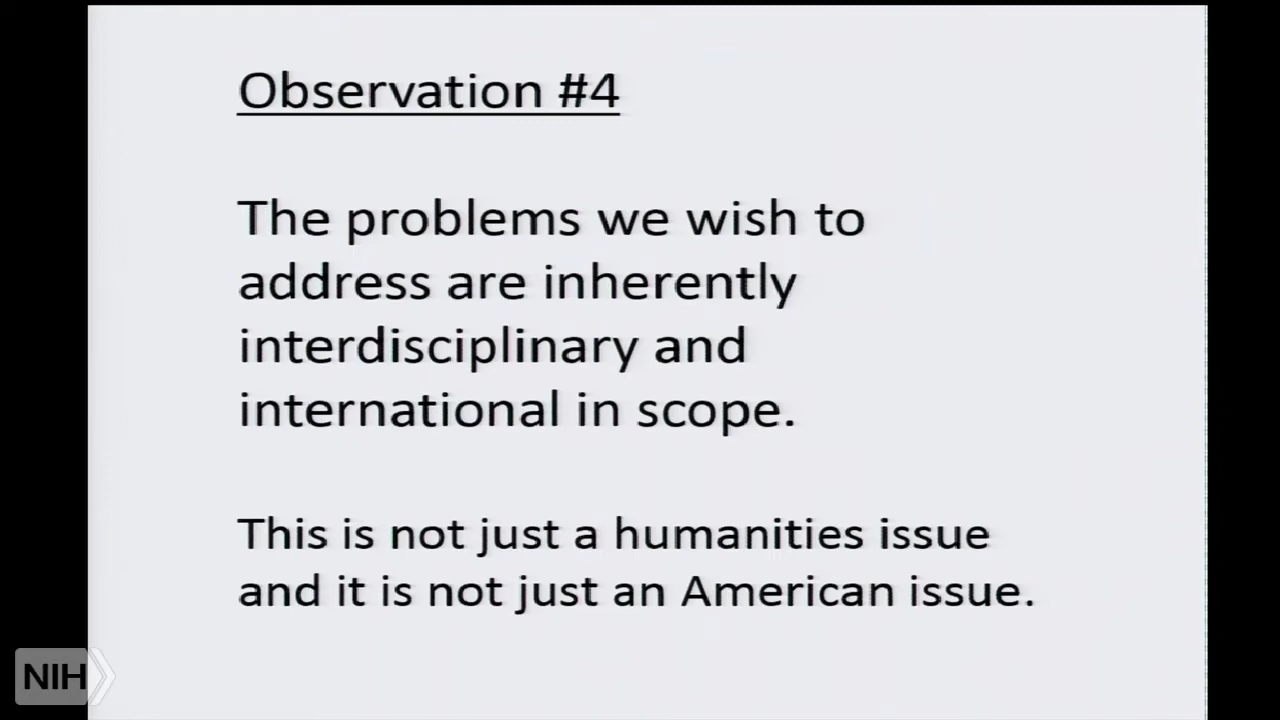 Observation #4
The problems we wish to
address are inherently
interdisciplinary and
international in scope.
This is not just a humanities issue
and it is not just an American issue.
NIH